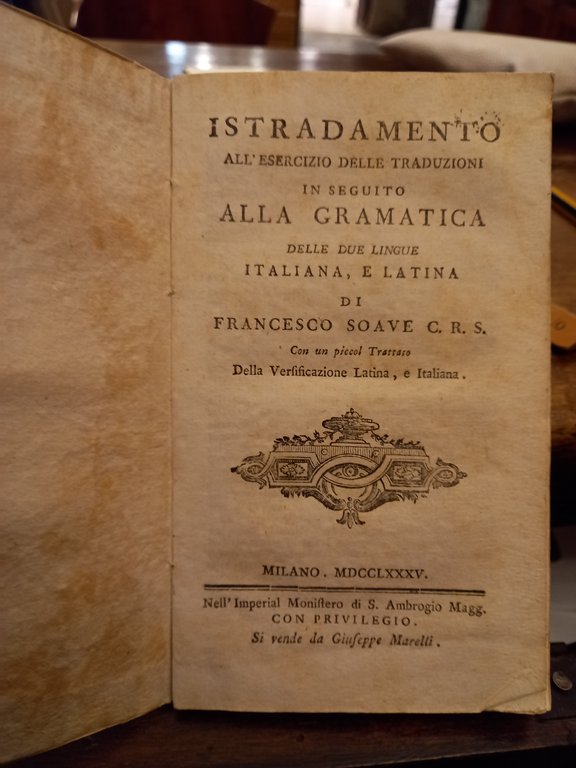 ISTRADAMENTO
ALL'ESERCIZIO DELLE TRADUZIONI
IN SEGUITO
ALLA GRAMATICA
DELLE DUE LINGUE
ITALIANA, E LATINA
DI
FRANCESCO SOAVE C. R. S.
Con un piccol Trattato
Della Verſificazione Latina, e Italiana.
MILANO. MDCCLXXXV.
Nell'Imperial Moniſtero di S. Ambrogio Magg.
CON PRIVILEGIO.
Si vende da Giuſeppe Marelli.